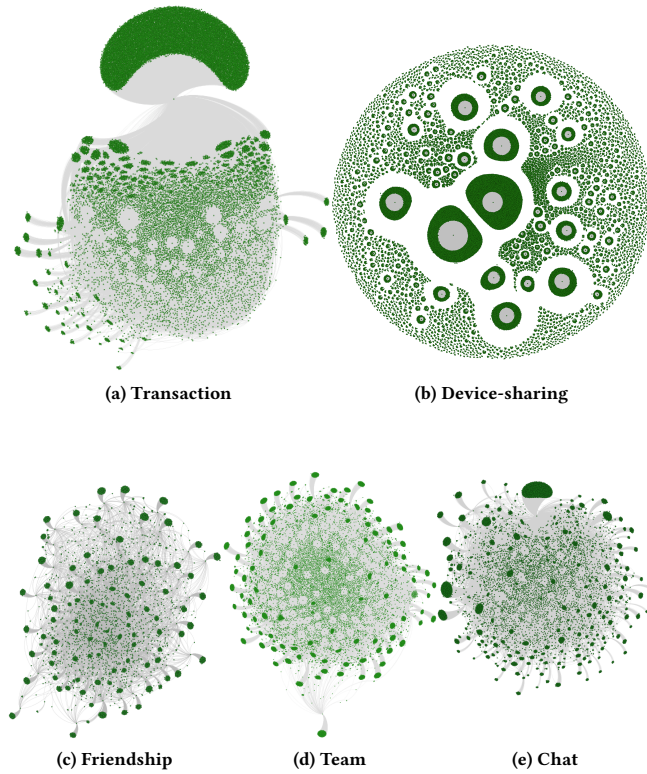 (a) Transaction
(b) Device-sharing
(c) Friendship
(d) Team
(e) Chat